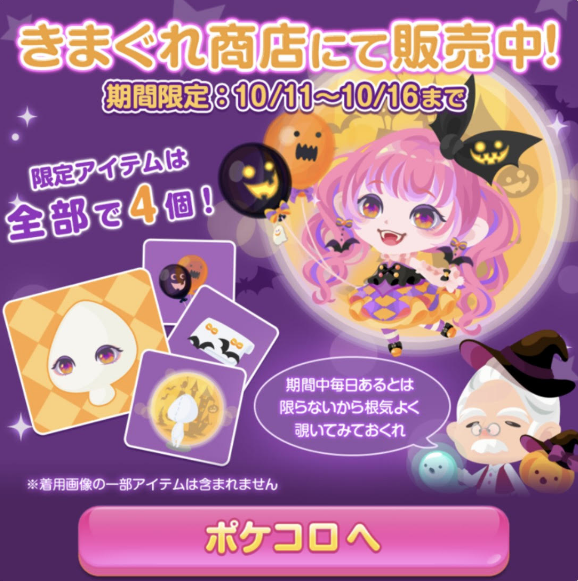 きまぐれ商店にて販売中!
期間限定:10/11～10/16まで
限定アイテムは
全部で4個!
期間中毎日あるとは
限らないから根気よく
覗いてみておくれ
※着用画像の一部アイテムは含まれません
ポケコロへ